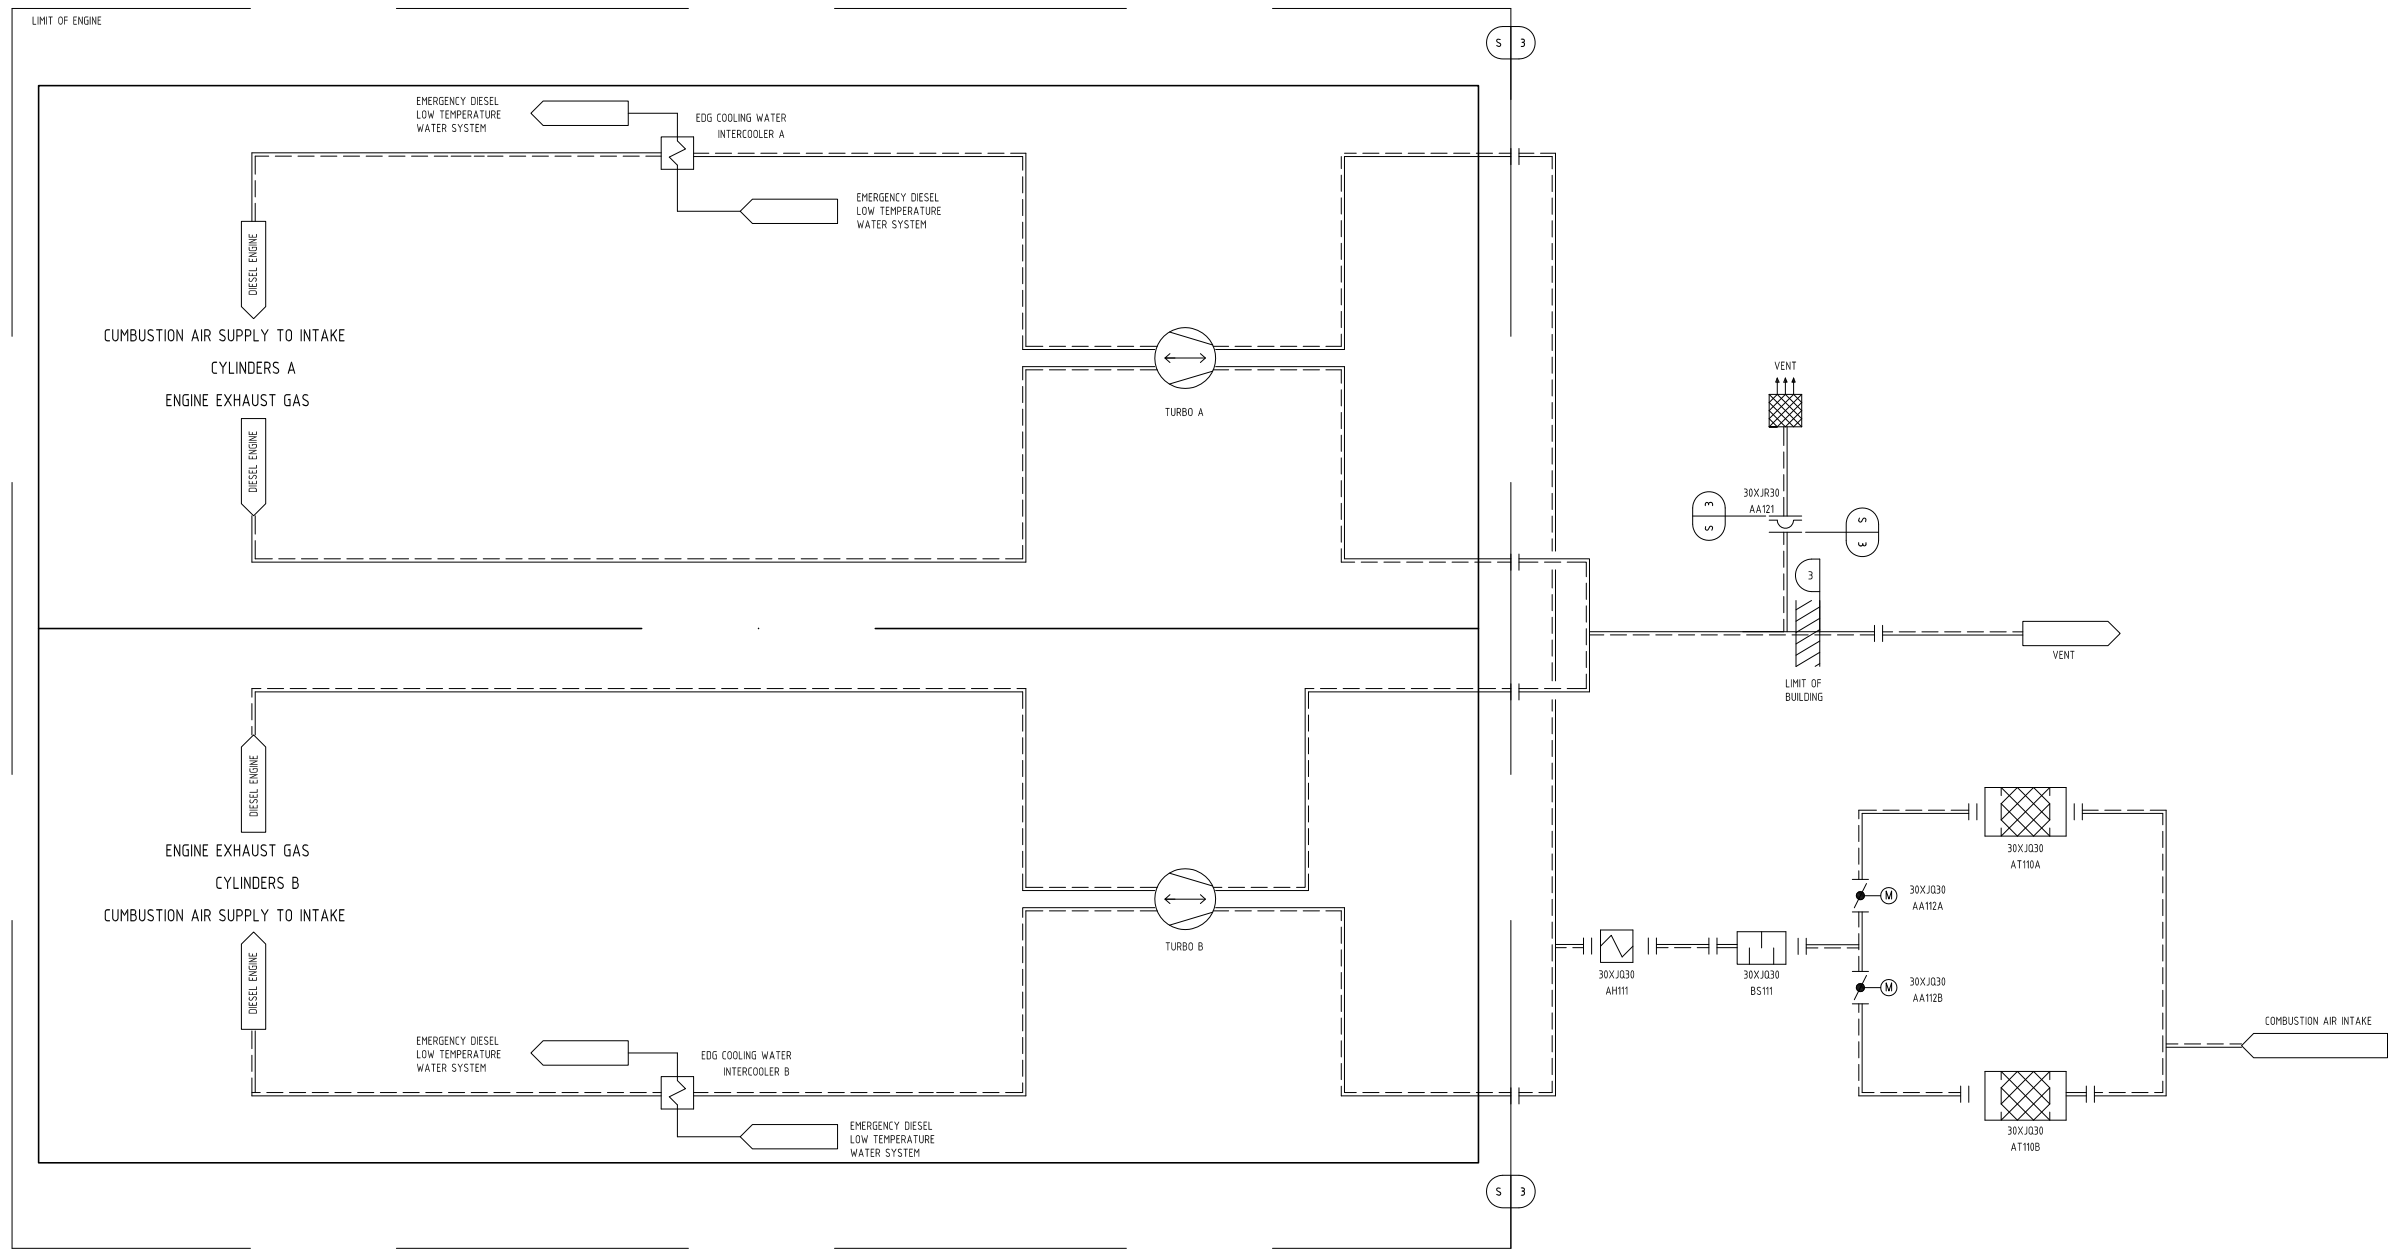 LIMIT OF ENGINE
S 3
EMERGENCY DIESEL
LOW TEMPERATURE
WATER SYSTEM
EDG COOLING WATER
INTERCOOLER A
EMERGENCY DIESEL
LOW TEMPERATURE
WATER SYSTEM
DIESEL ENGINE
CUMBUSTION AIR SUPPLY TO INTAKE
CYLINDERS A
ENGINE EXHAUST GAS
DIESEL ENGINE
TURBO A
VENT
30XJR30
AA121
3
S
S
3
3
VENT
LIMIT OF
BUILDING
DIESEL ENGINE
ENGINE EXHAUST GAS
CYLINDERS B
CUMBUSTION AIR SUPPLY TO INTAKE
DIESEL ENGINE
TURBO B
30XJQ30
AT110A
M
30XJQ30
AA112A
30XJQ30
AH111
30XJQ30
BS111
M
30XJQ30
AA112B
COMBUSTION AIR INTAKE
30XJQ30
AT110B
EMERGENCY DIESEL
LOW TEMPERATURE
WATER SYSTEM
EDG COOLING WATER
INTERCOOLER B
EMERGENCY DIESEL
LOW TEMPERATURE
WATER SYSTEM
S 3